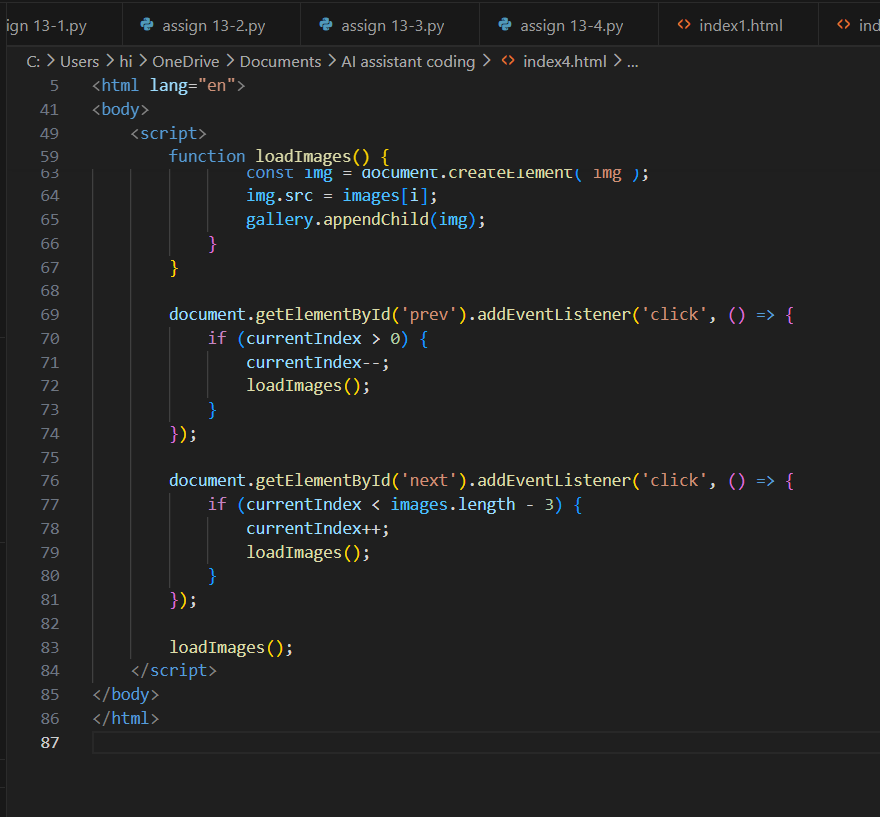 ign 13-1.py assign 13-2.py assign 13-3.py assign 13-4.py index1.html ind
C: > Users > hi > OneDrive > Documents > AI assistant coding > index4.html > ...
5 <html lang="en">
41 <body>
49 <script>
59 function loadImages() {
63 const img = document.createElement( img );
64 img.src = images[i];
65 gallery.appendChild(img);
66 }
67 }
68
69 document.getElementById('prev').addEventListener('click', () => {
70 if (currentIndex > 0) {
71 currentIndex--;
72 loadImages();
73 }
74 });
75
76 document.getElementById('next').addEventListener('click', () => {
77 if (currentIndex < images.length - 3) {
78 currentIndex++;
79 loadImages();
80 }
81 });
82
83 loadImages();
84 </script>
85 </body>
86 </html>
87